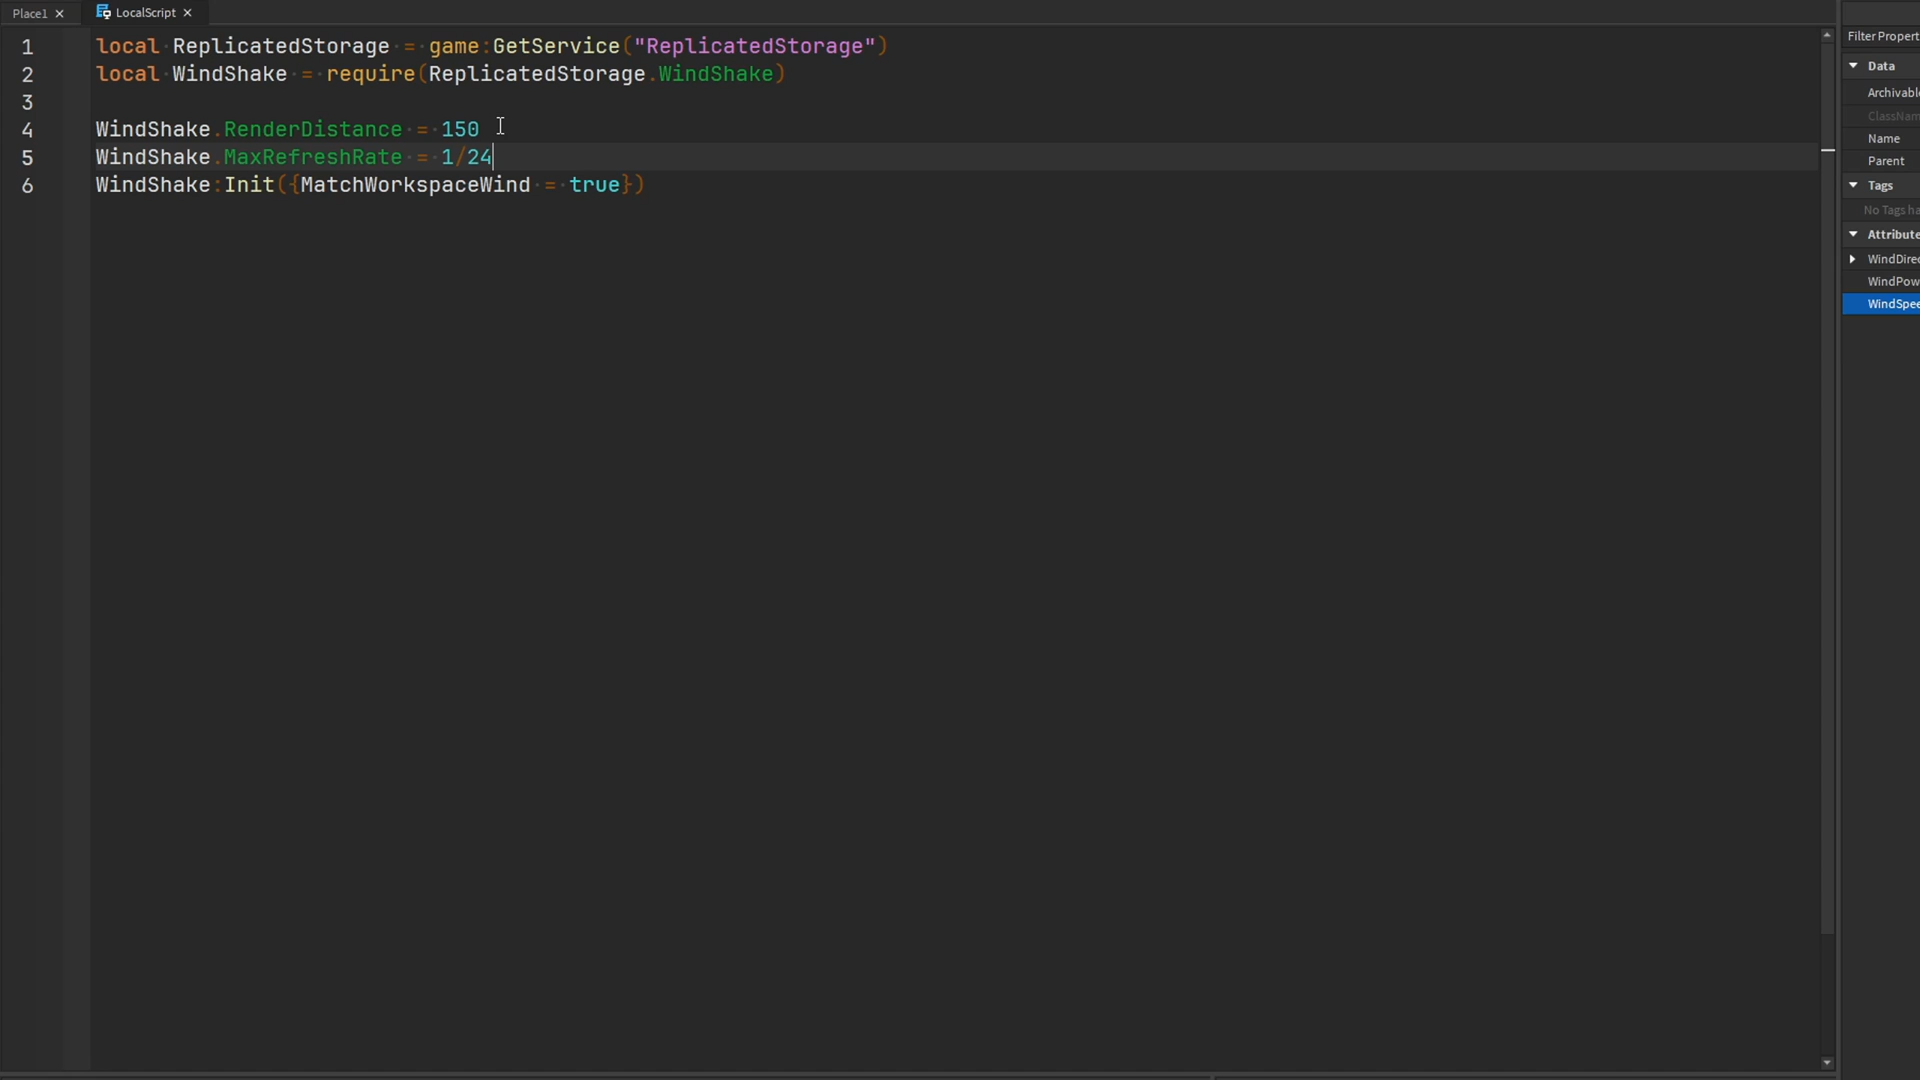 Place1
LocalScript
1 local ReplicatedStorage = game:GetService("ReplicatedStorage")
2 local WindShake = require(ReplicatedStorage.WindShake)
3
4 WindShake.RenderDistance = 150
5 WindShake.MaxRefreshRate = 1/24
6 WindShake:Init({MatchWorkspaceWind = true})
Filter Propert
Data
Archivabl
ClassNam
Name
Parent
Tags
No Tags ha
Attribute
WindDirec
WindPow
WindSpee